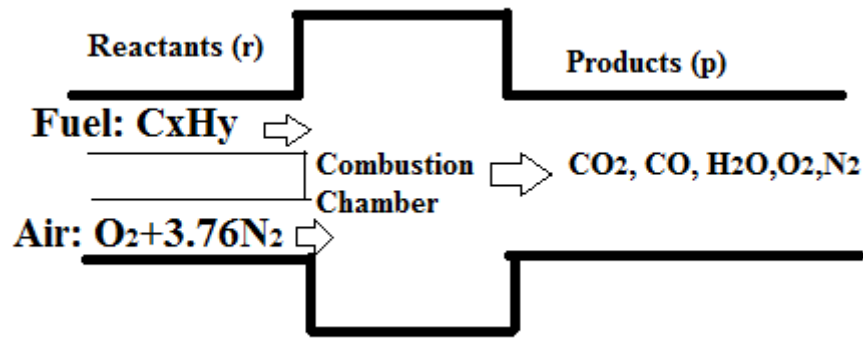 Reactants (r)
Products (p)
Fuel: CxHy
Combustion
Chamber
CO2, CO, H2O,O2,N2
Air: O2+3.76N2